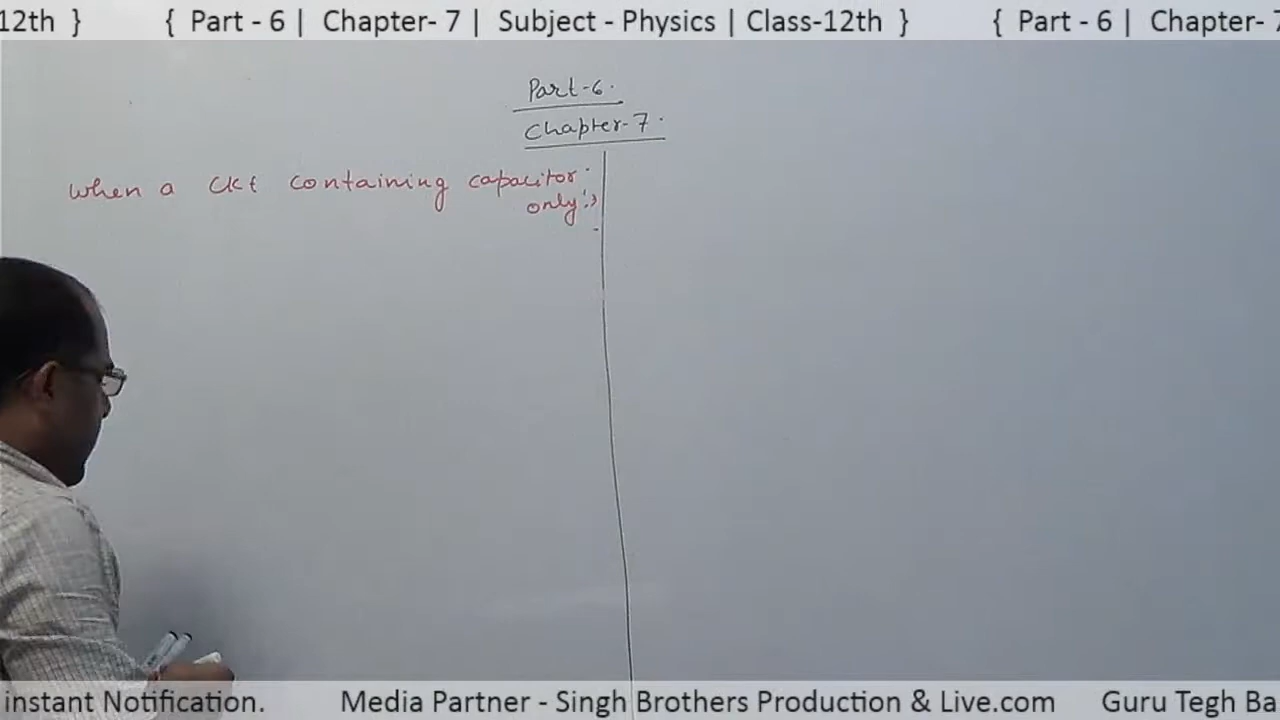 12th } { Part - 6 | Chapter- 7 | Subject - Physics | Class-12th } { Part - 6 | Chapter- 7
Part-6.
Chapter-7.
When a CKt containing capacitor
only:→
instant Notification. Media Partner - Singh Brothers Production & Live.com Guru Tegh Ba